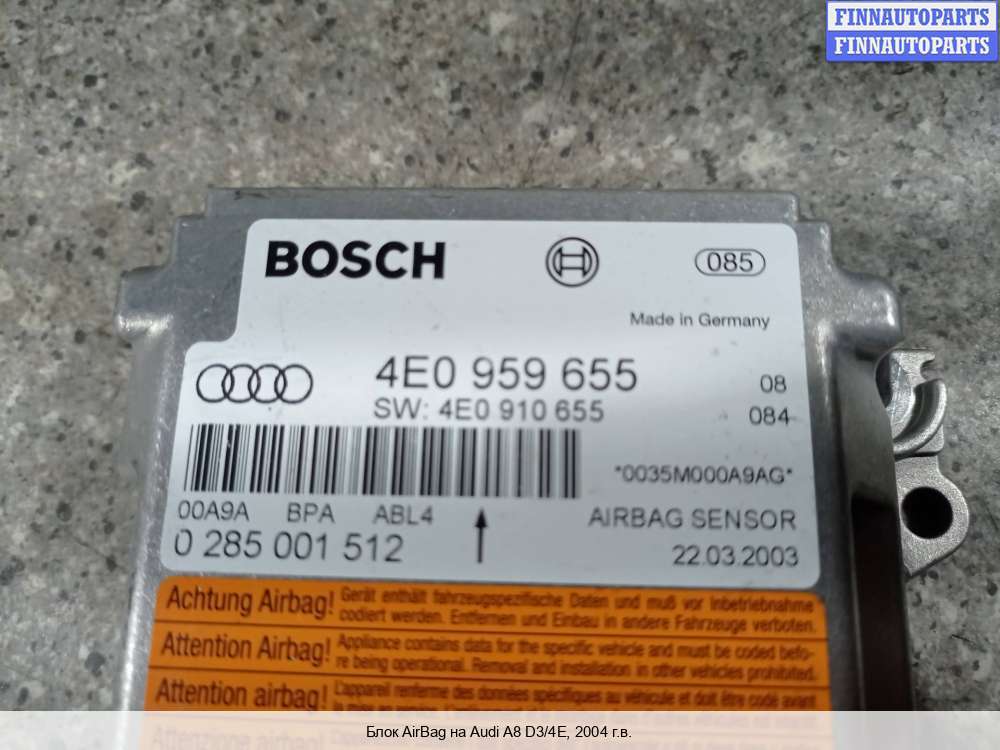 FINNAUTOPARTS
FINNAUTOPARTS
BOSCH
085
Made in Germany
4E0 959 655
08
SW: 4E0 910 655
084
*0035M000A9AG*
00A9A BPA ABL4
AIRBAG SENSOR
0 285 001 512
22.03.2003
Achtung Airbag! Gerät enthält fahrzeugspezifische Daten und muß vor Inbetriebnahme
codiert werden. Entfernen und Einbau in andere Fahrzeuge verboten.
Attention Airbag! Appliance contains data for the specific vehicle and must be coded befo-
re being operational. Removal and installation in other vehicles prohibited.
Attention airbag! L'appareil renferme des données spécifiques au véhicule et doit être codé avant
la mise en service.
Блок AirBag на Audi A8 D3/4E, 2004 г.в.